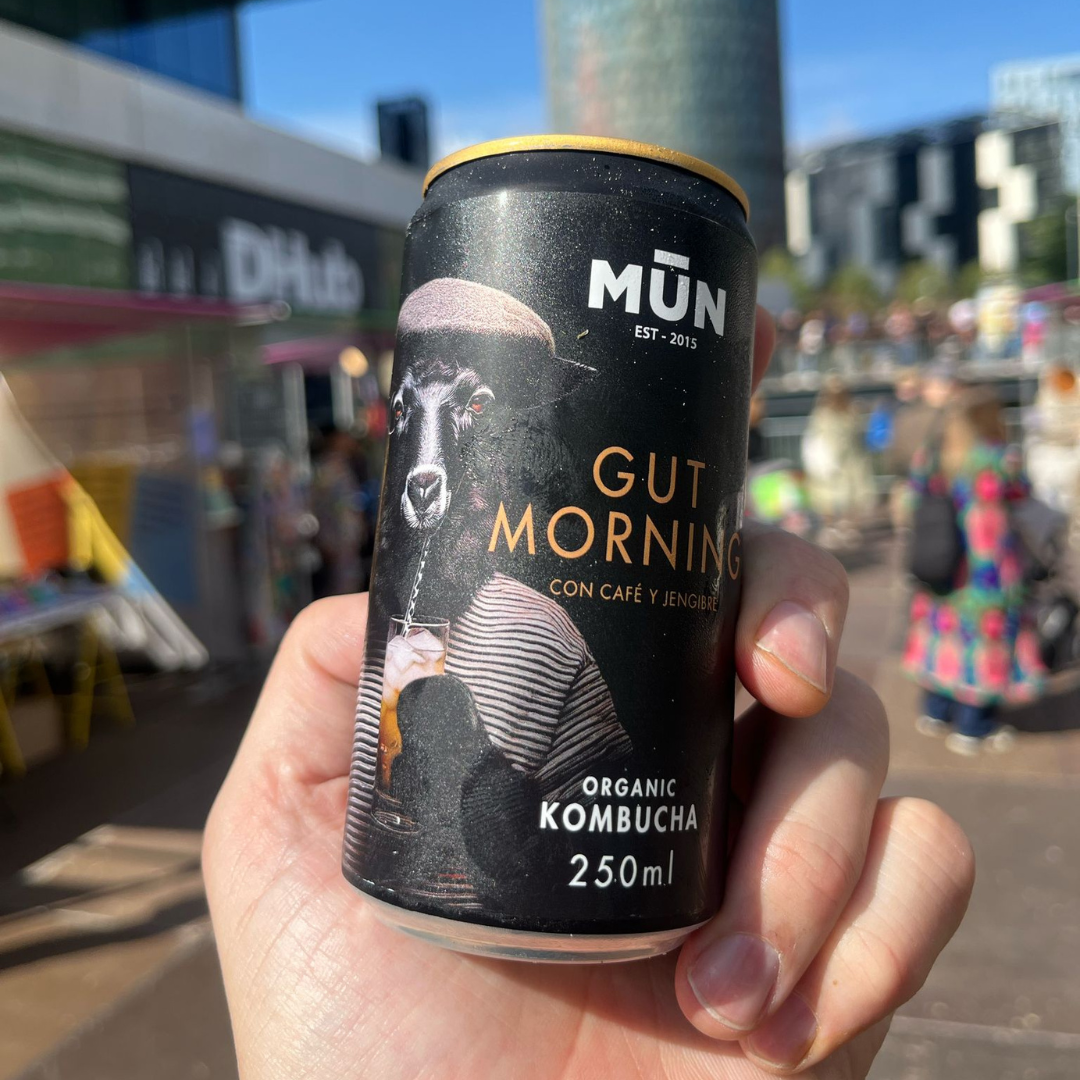 DHub
MŪN
EST - 2015
GUT
MORNING
CON CAFÉ Y JENGIBRE
ORGANIC
KOMBUCHA
250ml